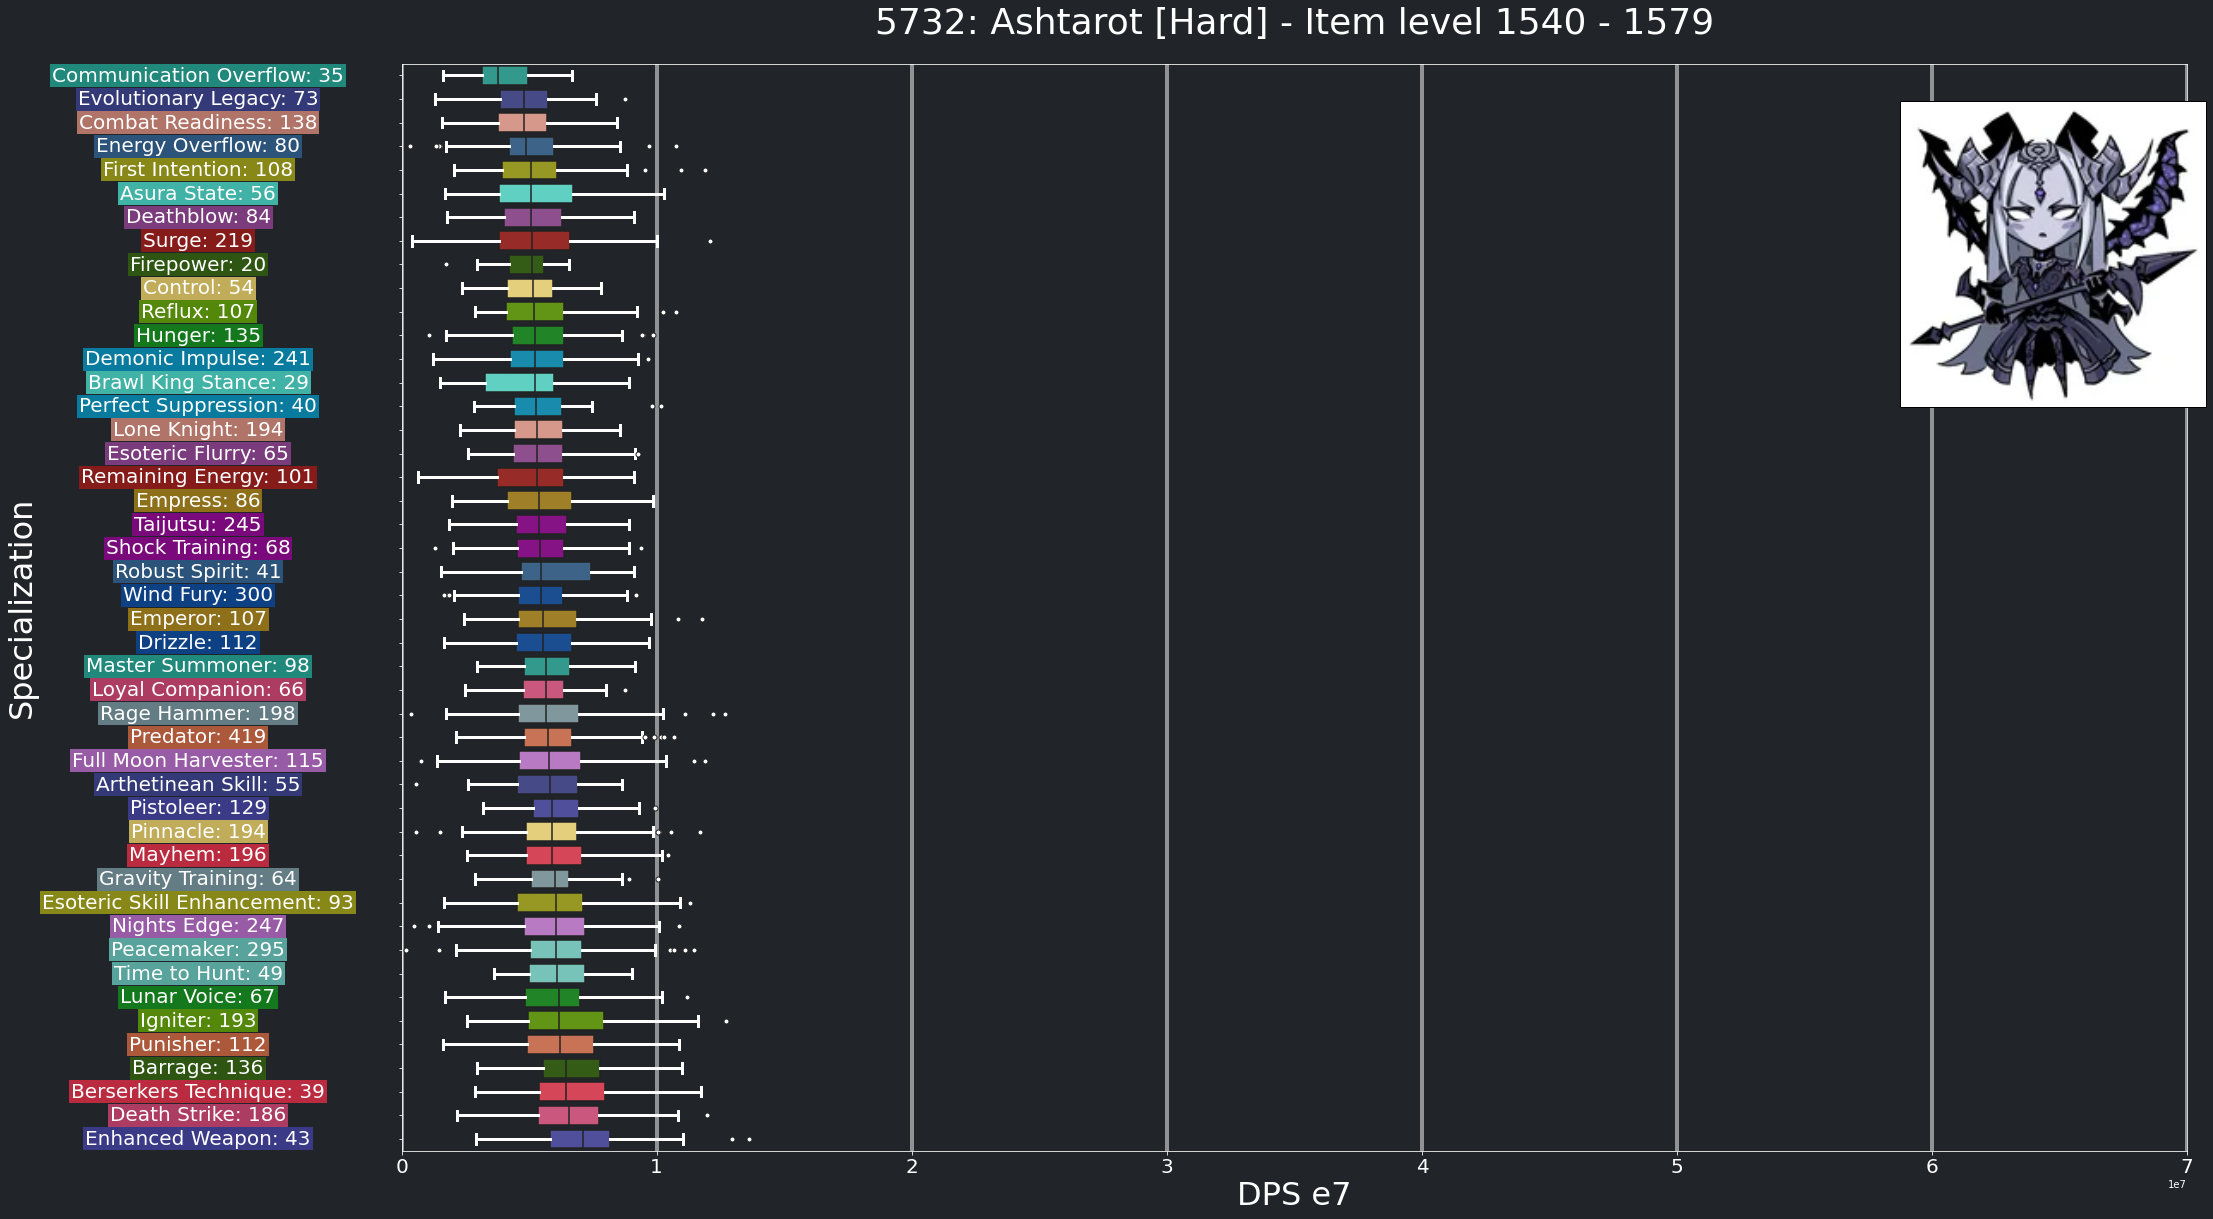 5732: Ashtarot [Hard] - Item level 1540 - 1579
Communication Overflow: 35
Evolutionary Legacy: 73
Combat Readiness: 138
Energy Overflow: 80
First Intention: 108
Asura State: 56
Deathblow: 84
Surge: 219
Firepower: 20
Control: 54
Reflux: 107
Hunger: 135
Demonic Impulse: 241
Brawl King Stance: 29
Perfect Suppression: 40
Lone Knight: 194
Esoteric Flurry: 65
Remaining Energy: 101
Empress: 86
Taijutsu: 245
Shock Training: 68
Robust Spirit: 41
Wind Fury: 300
Emperor: 107
Drizzle: 112
Master Summoner: 98
Loyal Companion: 66
Rage Hammer: 198
Predator: 419
Full Moon Harvester: 115
Arthetinean Skill: 55
Pistoleer: 129
Pinnacle: 194
Mayhem: 196
Gravity Training: 64
Esoteric Skill Enhancement: 93
Nights Edge: 247
Peacemaker: 295
Time to Hunt: 49
Lunar Voice: 67
Igniter: 193
Punisher: 112
Barrage: 136
Berserkers Technique: 39
Death Strike: 186
Enhanced Weapon: 43
Specialization
0 1 2 3 4 5 6 7
1e7
DPS e7